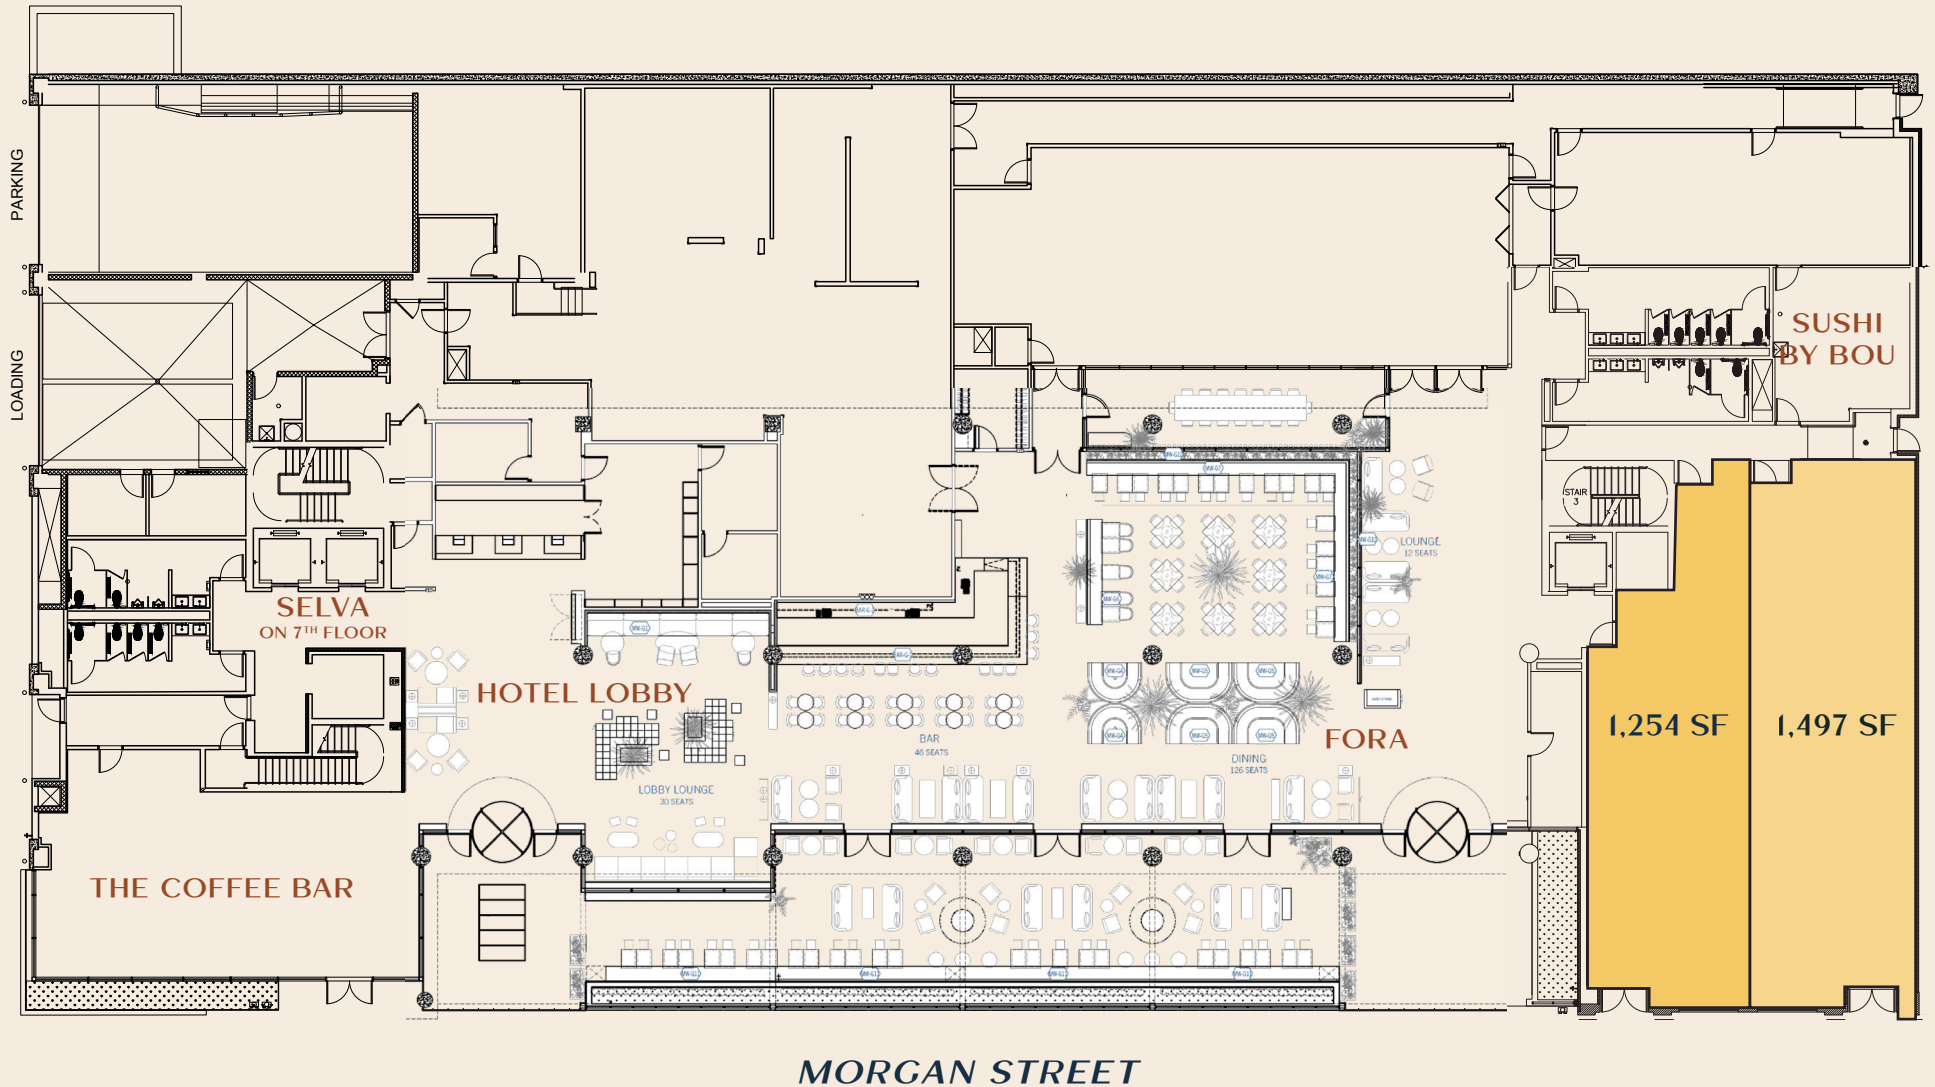 PARKING
LOADING
SUSHI
BY BOU
STAIR
3
LOUNGE
12 SEATS
SELVA
ON 7TH FLOOR
HOTEL LOBBY
1,254 SF
1,497 SF
BAR
46 SEATS
FORA
DINING
126 SEATS
LOBBY LOUNGE
30 SEATS
THE COFFEE BAR
MORGAN STREET